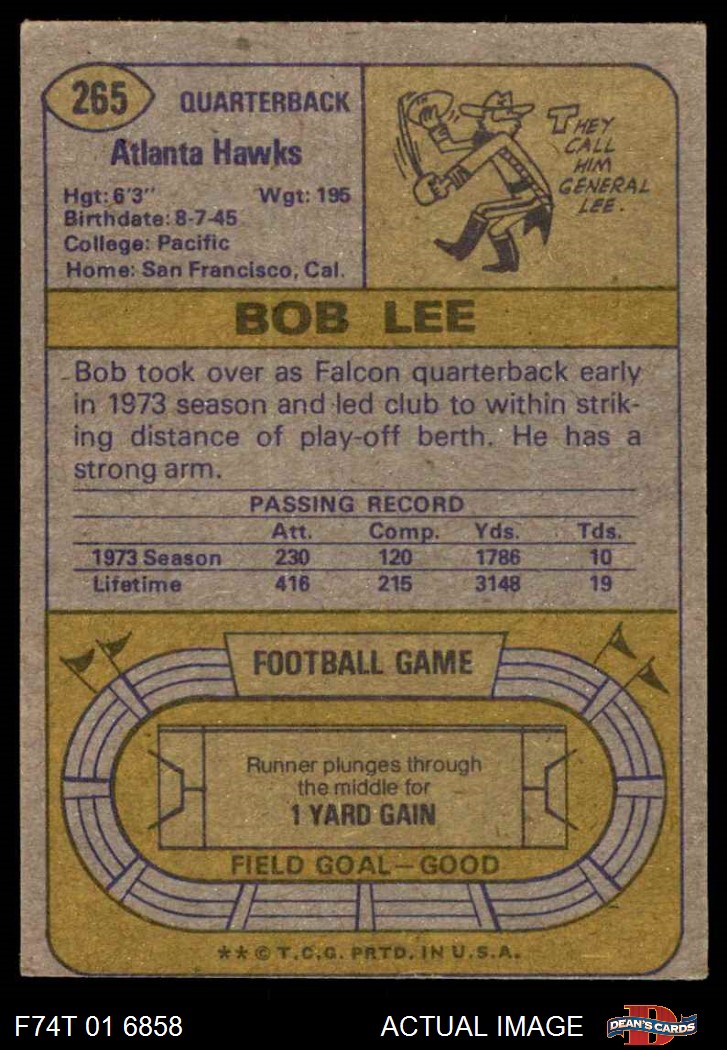 265
QUARTERBACK
Atlanta Hawks
Hgt: 6'3" Wgt: 195
Birthdate: 8-7-45
College: Pacific
Home: San Francisco, Cal.
THEY
CALL
HIM
GENERAL
LEE.
BOB LEE
Bob took over as Falcon quarterback early
in 1973 season and led club to within strik-
ing distance of play-off berth. He has a
strong arm.
PASSING RECORD
Att. Comp. Yds. Tds.
1973 Season 230 120 1786 10
Lifetime 416 215 3148 19
FOOTBALL GAME
Runner plunges through
the middle for
1 YARD GAIN
FIELD GOAL—GOOD
** © T.C.G. PRTD. IN U.S.A.
F74T 01 6858 ACTUAL IMAGE
D
DEAN'S CARDS